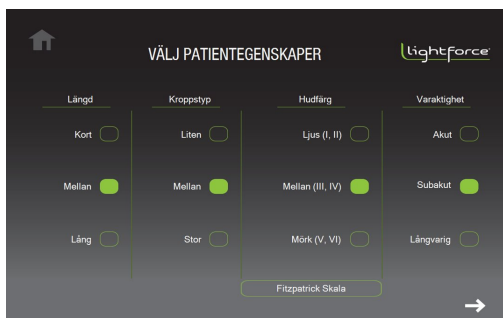 VÄLJ PATIENTEGENSKAPER
lightforce
Längd
Kroppstyp
Hudfärg
Varaktighet
Kort
Liten
Ljus (I, II)
Akut
Mellan
Mellan
Mellan (III, IV)
Subakut
Lång
Stor
Mörk (V, VI)
Långvarig
Fitzpatrick Skala